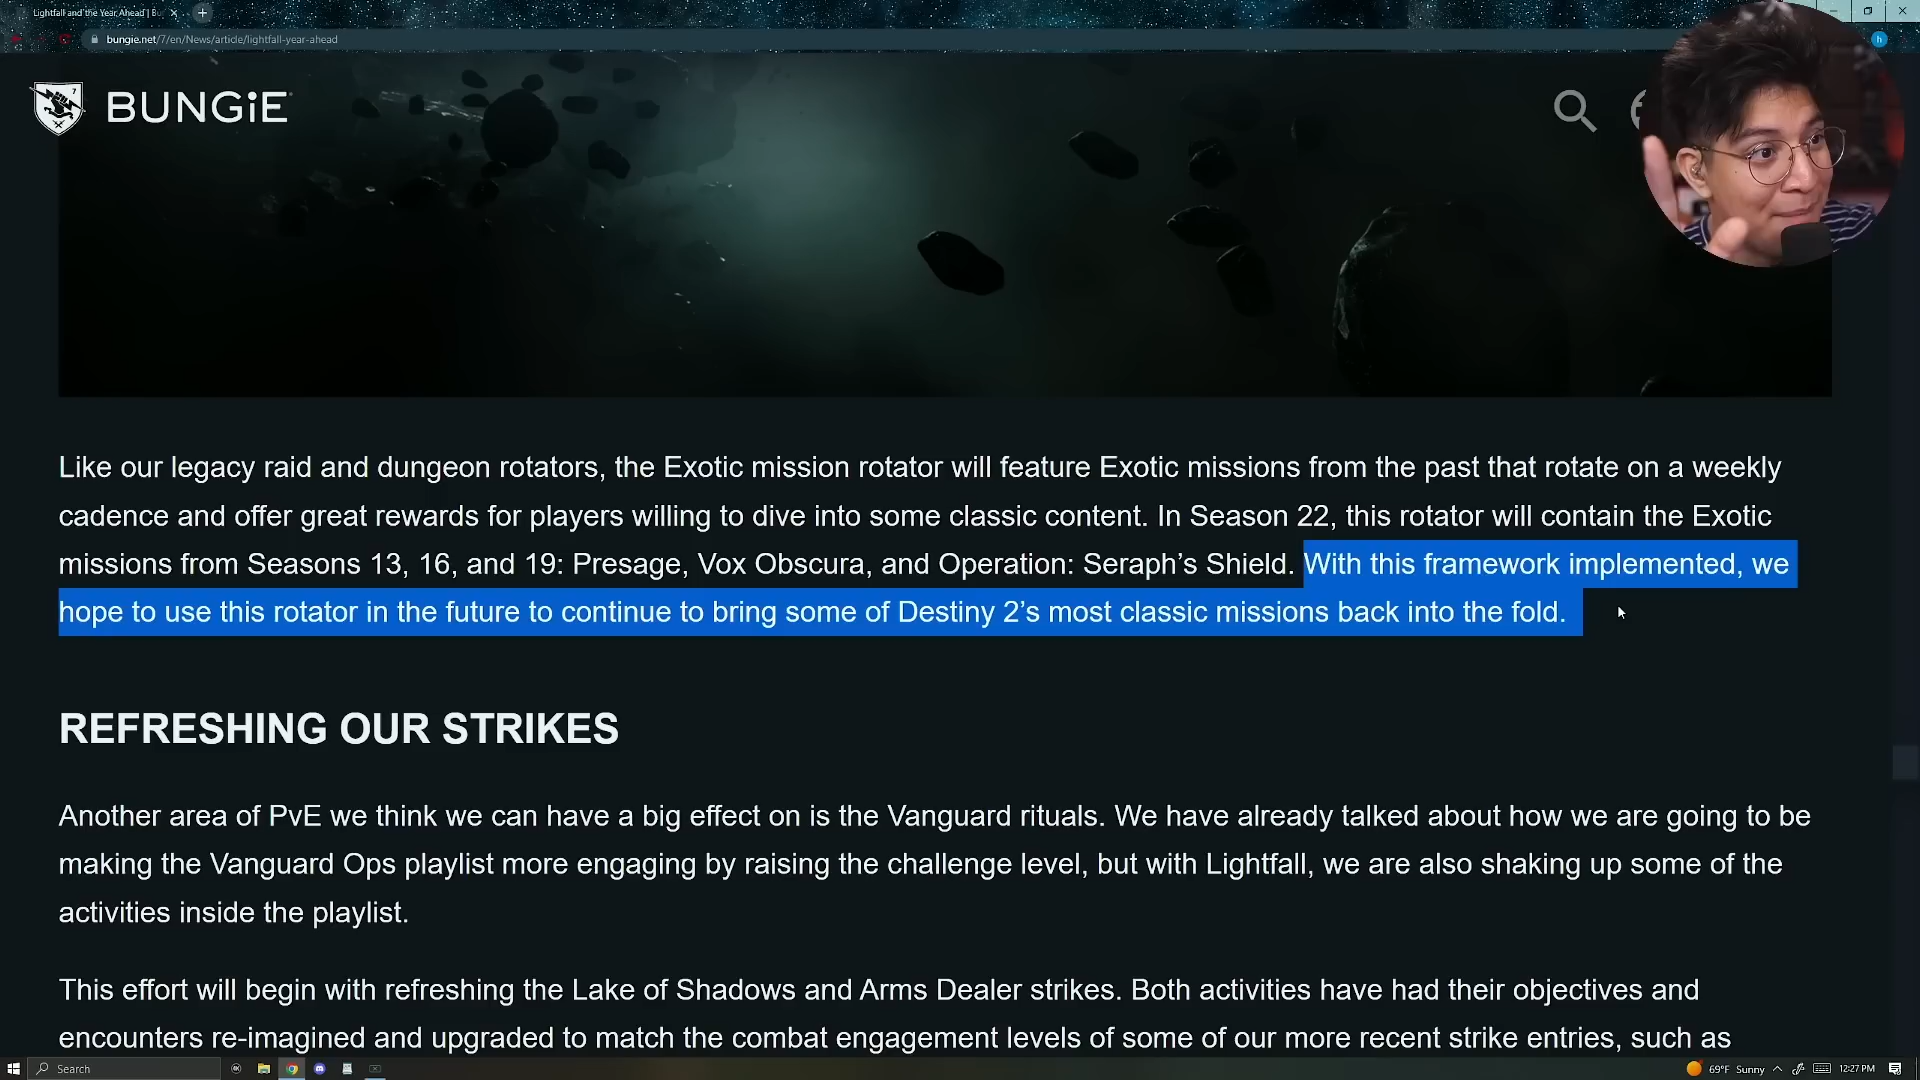 Lightfall and the Year Ahead | Bu
bungie.net/7/en/News/article/lightfall-year-ahead
h
7
BUNGiE
Like our legacy raid and dungeon rotators, the Exotic mission rotator will feature Exotic missions from the past that rotate on a weekly
cadence and offer great rewards for players willing to dive into some classic content. In Season 22, this rotator will contain the Exotic
missions from Seasons 13, 16, and 19: Presage, Vox Obscura, and Operation: Seraph’s Shield. With this framework implemented, we
hope to use this rotator in the future to continue to bring some of Destiny 2’s most classic missions back into the fold.
REFRESHING OUR STRIKES
Another area of PvE we think we can have a big effect on is the Vanguard rituals. We have already talked about how we are going to be
making the Vanguard Ops playlist more engaging by raising the challenge level, but with Lightfall, we are also shaking up some of the
activities inside the playlist.
This effort will begin with refreshing the Lake of Shadows and Arms Dealer strikes. Both activities have had their objectives and
encounters re-imagined and upgraded to match the combat engagement levels of some of our more recent strike entries, such as
Search
69°F Sunny
12:27 PM